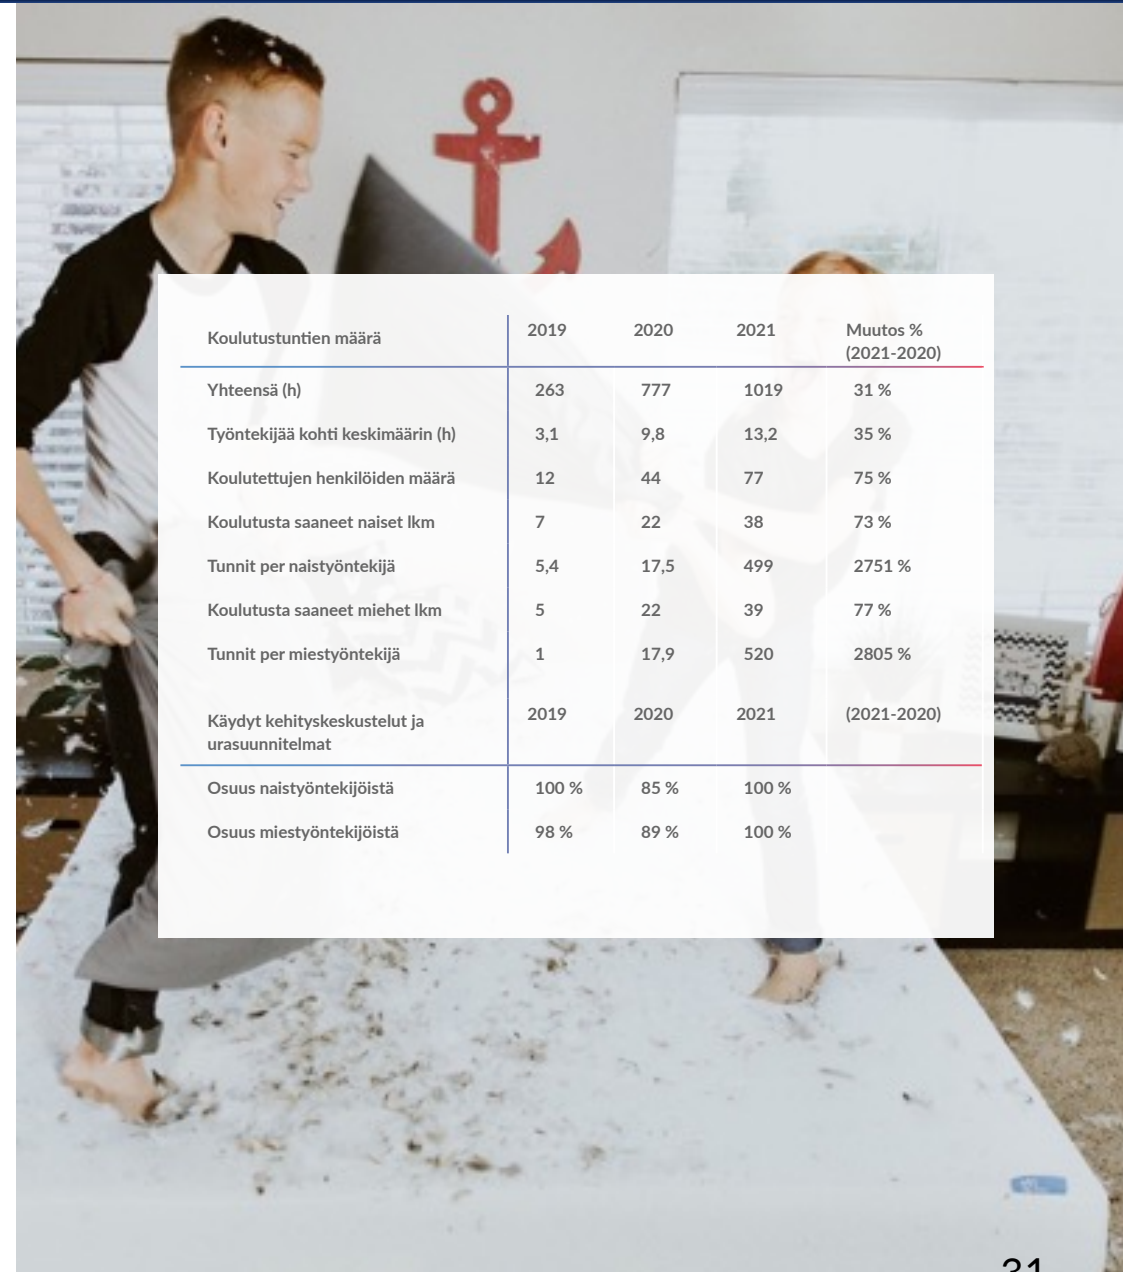 Koulutustuntien määrä 2019 2020 2021 Muutos %
(2021-2020)
Yhteensä (h) 263 777 1019 31 %
Työntekijää kohti keskimäärin (h) 3,1 9,8 13,2 35 %
Koulutettujen henkilöiden määrä 12 44 77 75 %
Koulutusta saaneet naiset lkm 7 22 38 73 %
Tunnit per naistyöntekijä 5,4 17,5 499 2751 %
Koulutusta saaneet miehet lkm 5 22 39 77 %
Tunnit per miestyöntekijä 1 17,9 520 2805 %
Käydyt kehityskeskustelut ja 2019 2020 2021 (2021-2020)
urasuunnitelmat
Osuus naistyöntekijöistä 100 % 85 % 100 %
Osuus miestyöntekijöistä 98 % 89 % 100 %
31